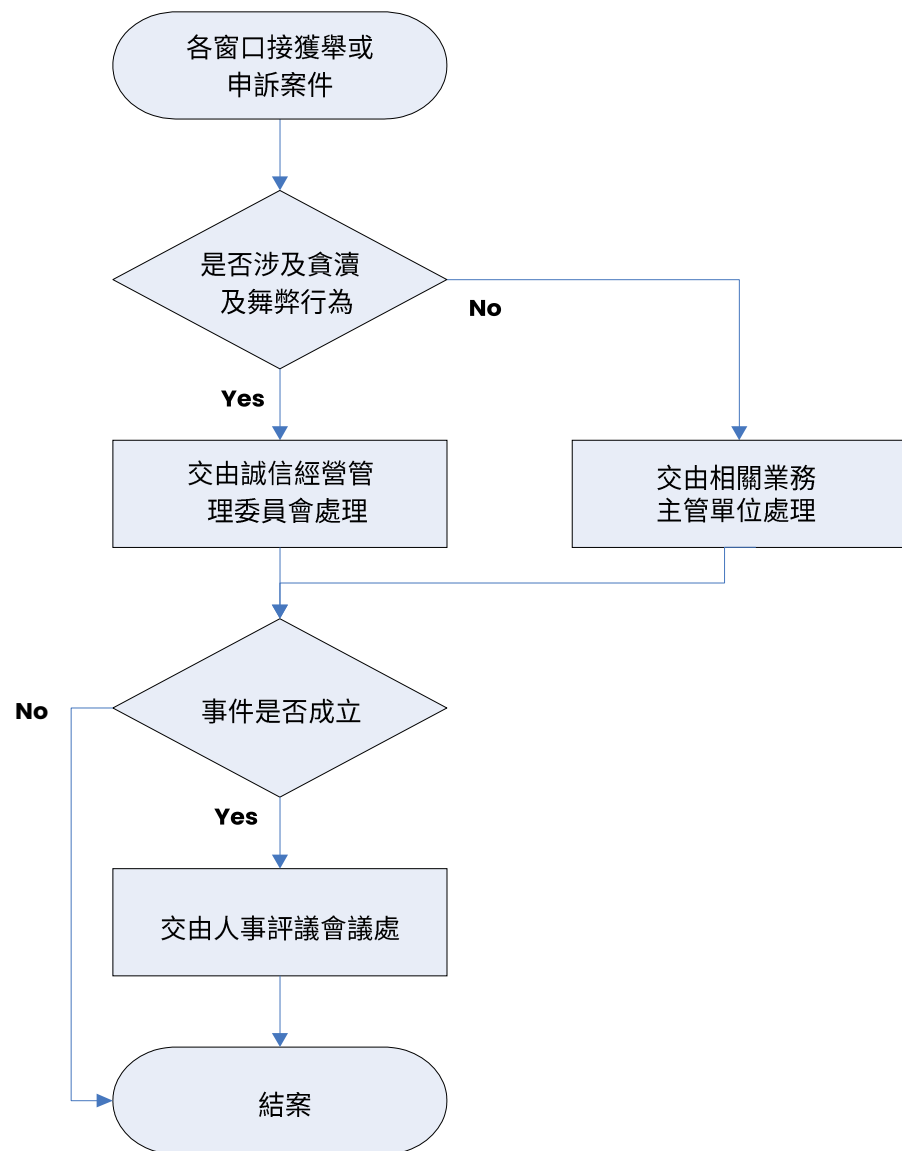 各窗口接獲舉或
申訴案件
是否涉及貪瀆
及舞弊行為
No
Yes
交由誠信經營管
理委員會處理
交由相關業務
主管單位處理
事件是否成立
No
Yes
交由人事評議會議處
結案